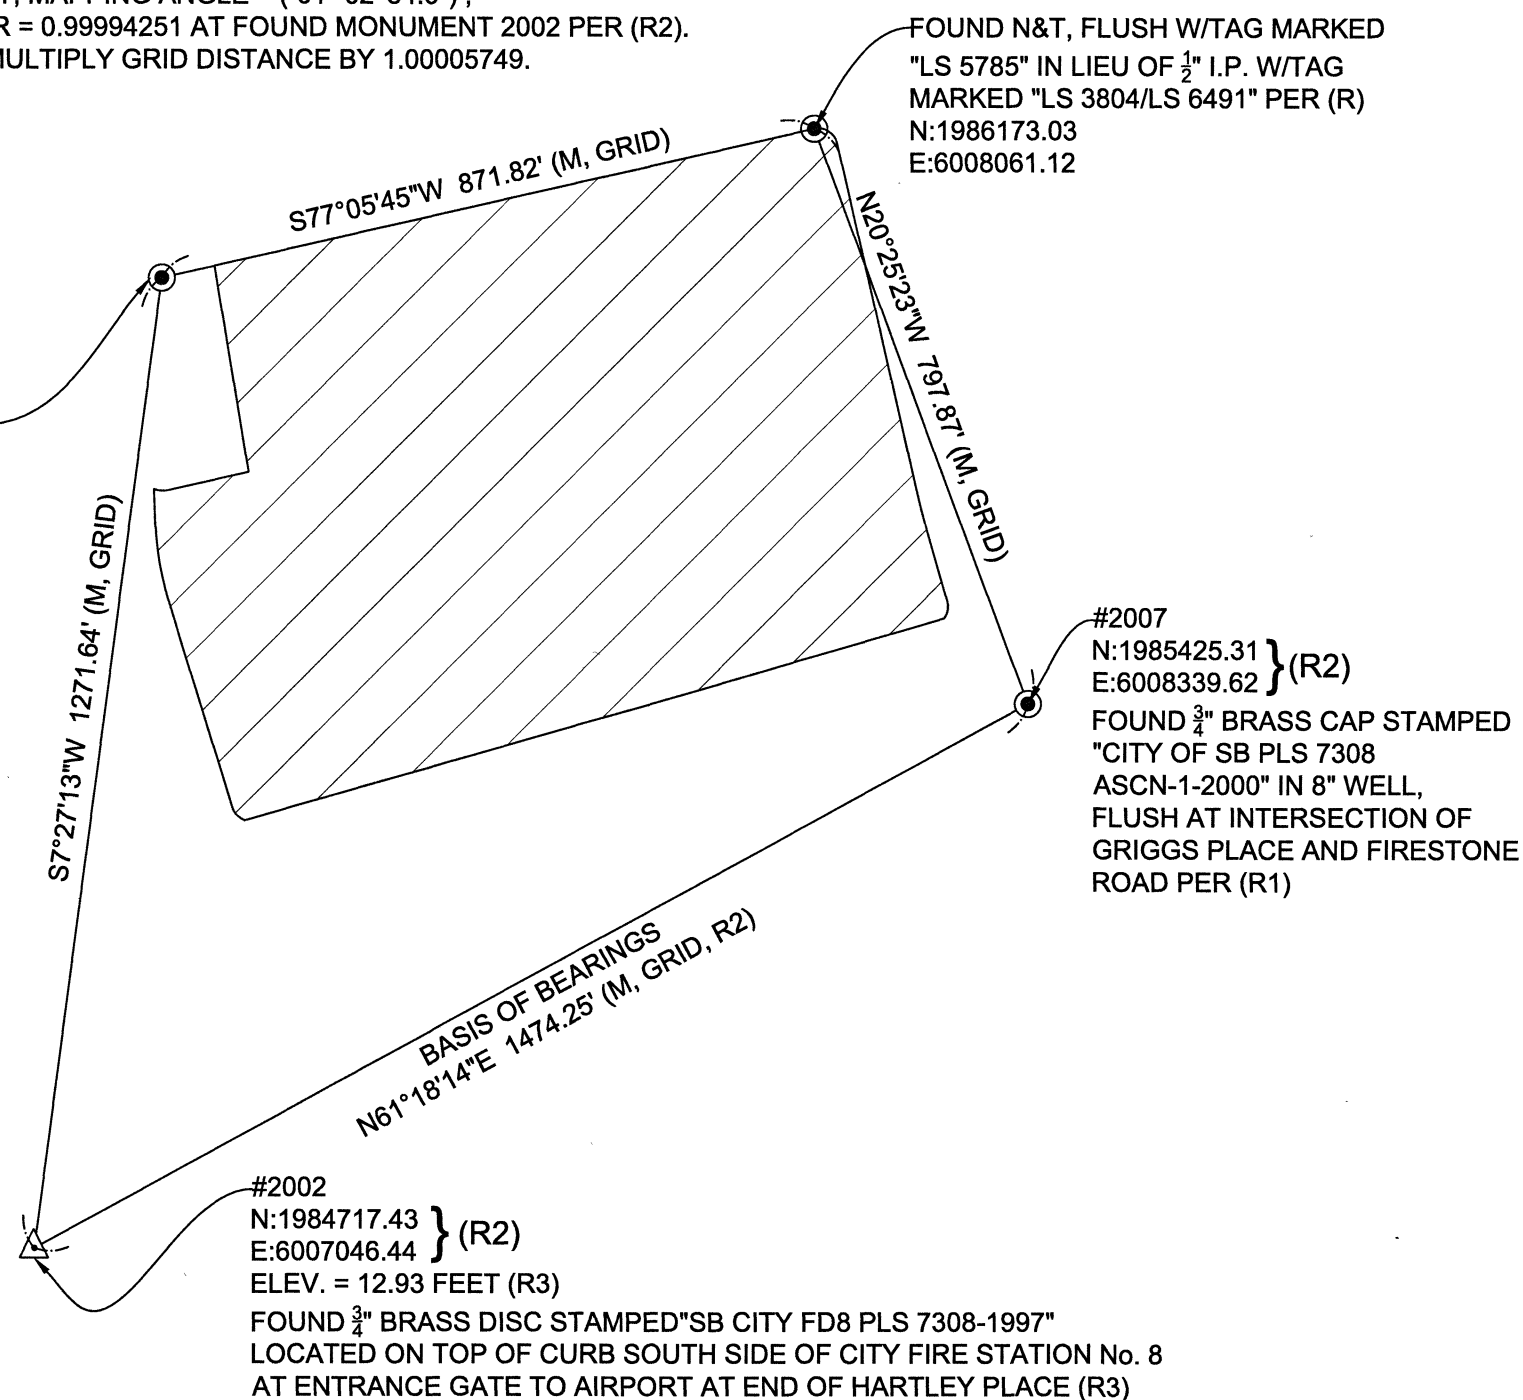 R = 0.99994251 AT FOUND MONUMENT 2002 PER (R2).
MULTIPLY GRID DISTANCE BY 1.00005749.
FOUND N&T, FLUSH W/TAG MARKED
"LS 5785" IN LIEU OF ½" I.P. W/TAG
MARKED "LS 3804/LS 6491" PER (R)
N:1986173.03
E:6008061.12
S77°05'45"W 871.82' (M, GRID)
N20°25'23"W 797.87' (M, GRID)
S7°27'13"W 1271.64' (M, GRID)
#2007
N:1985425.31
E:6008339.62
} (R2)
FOUND ¾" BRASS CAP STAMPED
"CITY OF SB PLS 7308
ASCN-1-2000" IN 8" WELL,
FLUSH AT INTERSECTION OF
GRIGGS PLACE AND FIRESTONE
ROAD PER (R1)
BASIS OF BEARINGS
N61°18'14"E 1474.25' (M, GRID, R2)
#2002
N:1984717.43
E:6007046.44
} (R2)
ELEV. = 12.93 FEET (R3)
FOUND ¾" BRASS DISC STAMPED"SB CITY FD8 PLS 7308-1997"
LOCATED ON TOP OF CURB SOUTH SIDE OF CITY FIRE STATION No. 8
AT ENTRANCE GATE TO AIRPORT AT END OF HARTLEY PLACE (R3)